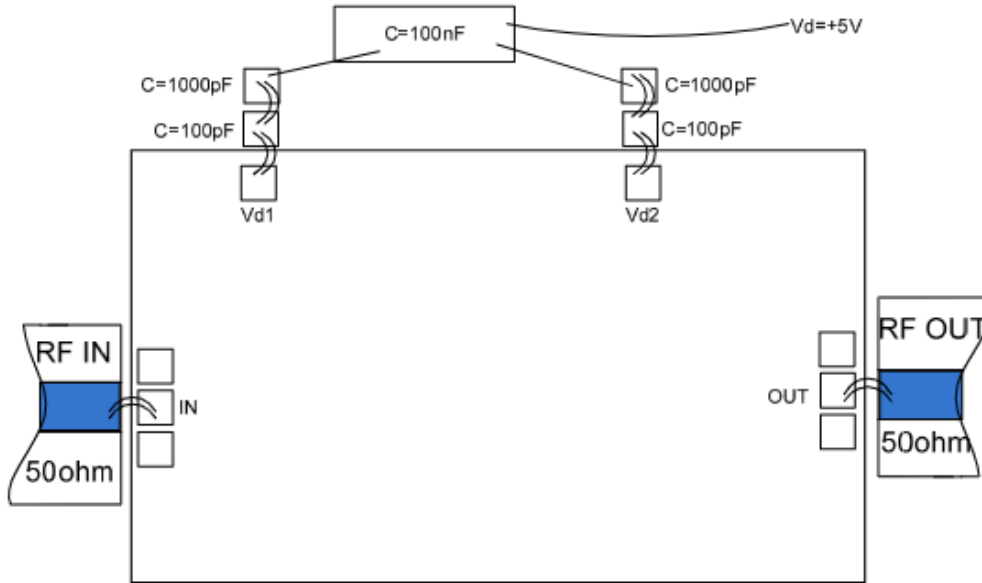 C=100nF
Vd=+5V
C=1000pF
C=1000pF
C=100pF
C=100pF
Vd1
Vd2
RF IN
RF OUT
IN
OUT
50ohm
50ohm